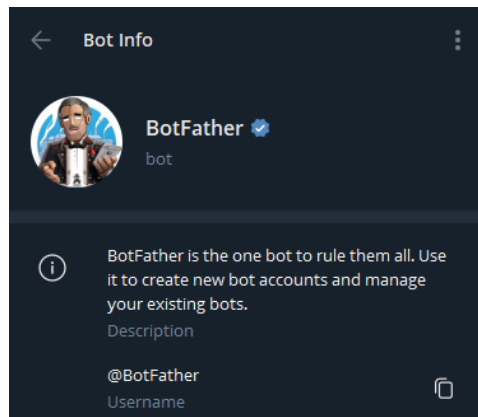 Bot Info
BotFather
bot
BotFather is the one bot to rule them all. Use
it to create new bot accounts and manage
your existing bots.
Description
@BotFather
Username